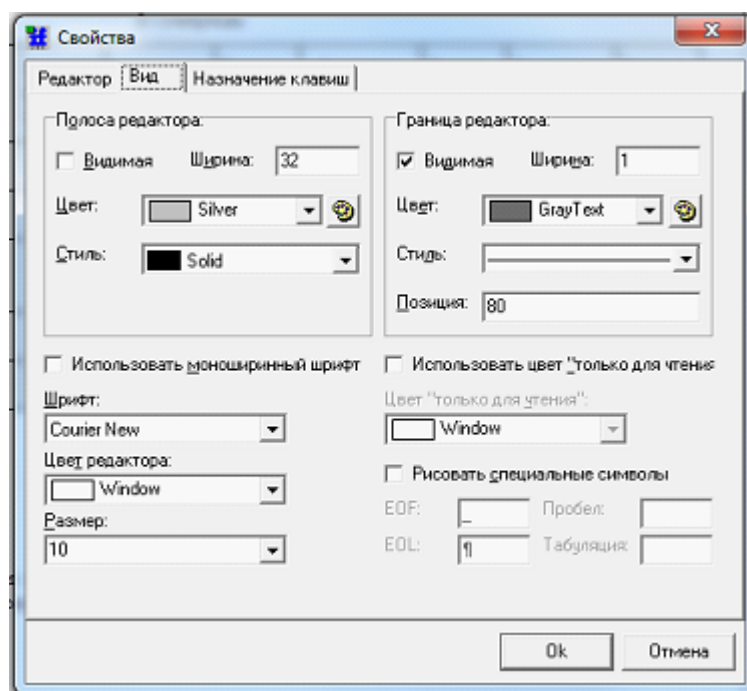 Свойства
Редактор Вид Назначение клавиш
Полоса редактора:
Видимая Ширина: 32
Цвет: Silver
Стиль: Solid
Граница редактора:
Видимая Ширина: 1
Цвет: GrayText
Стиль:
Позиция: 80
Использовать моноширинный шрифт
Шрифт:
Courier New
Цвет редактора:
Window
Размер:
10
Использовать цвет "только для чтения
Цвет "только для чтения":
Window
Рисовать специальные символы
EOF: _ Пробел:
EOL: ¶ Табуляция:
Ok Отмена